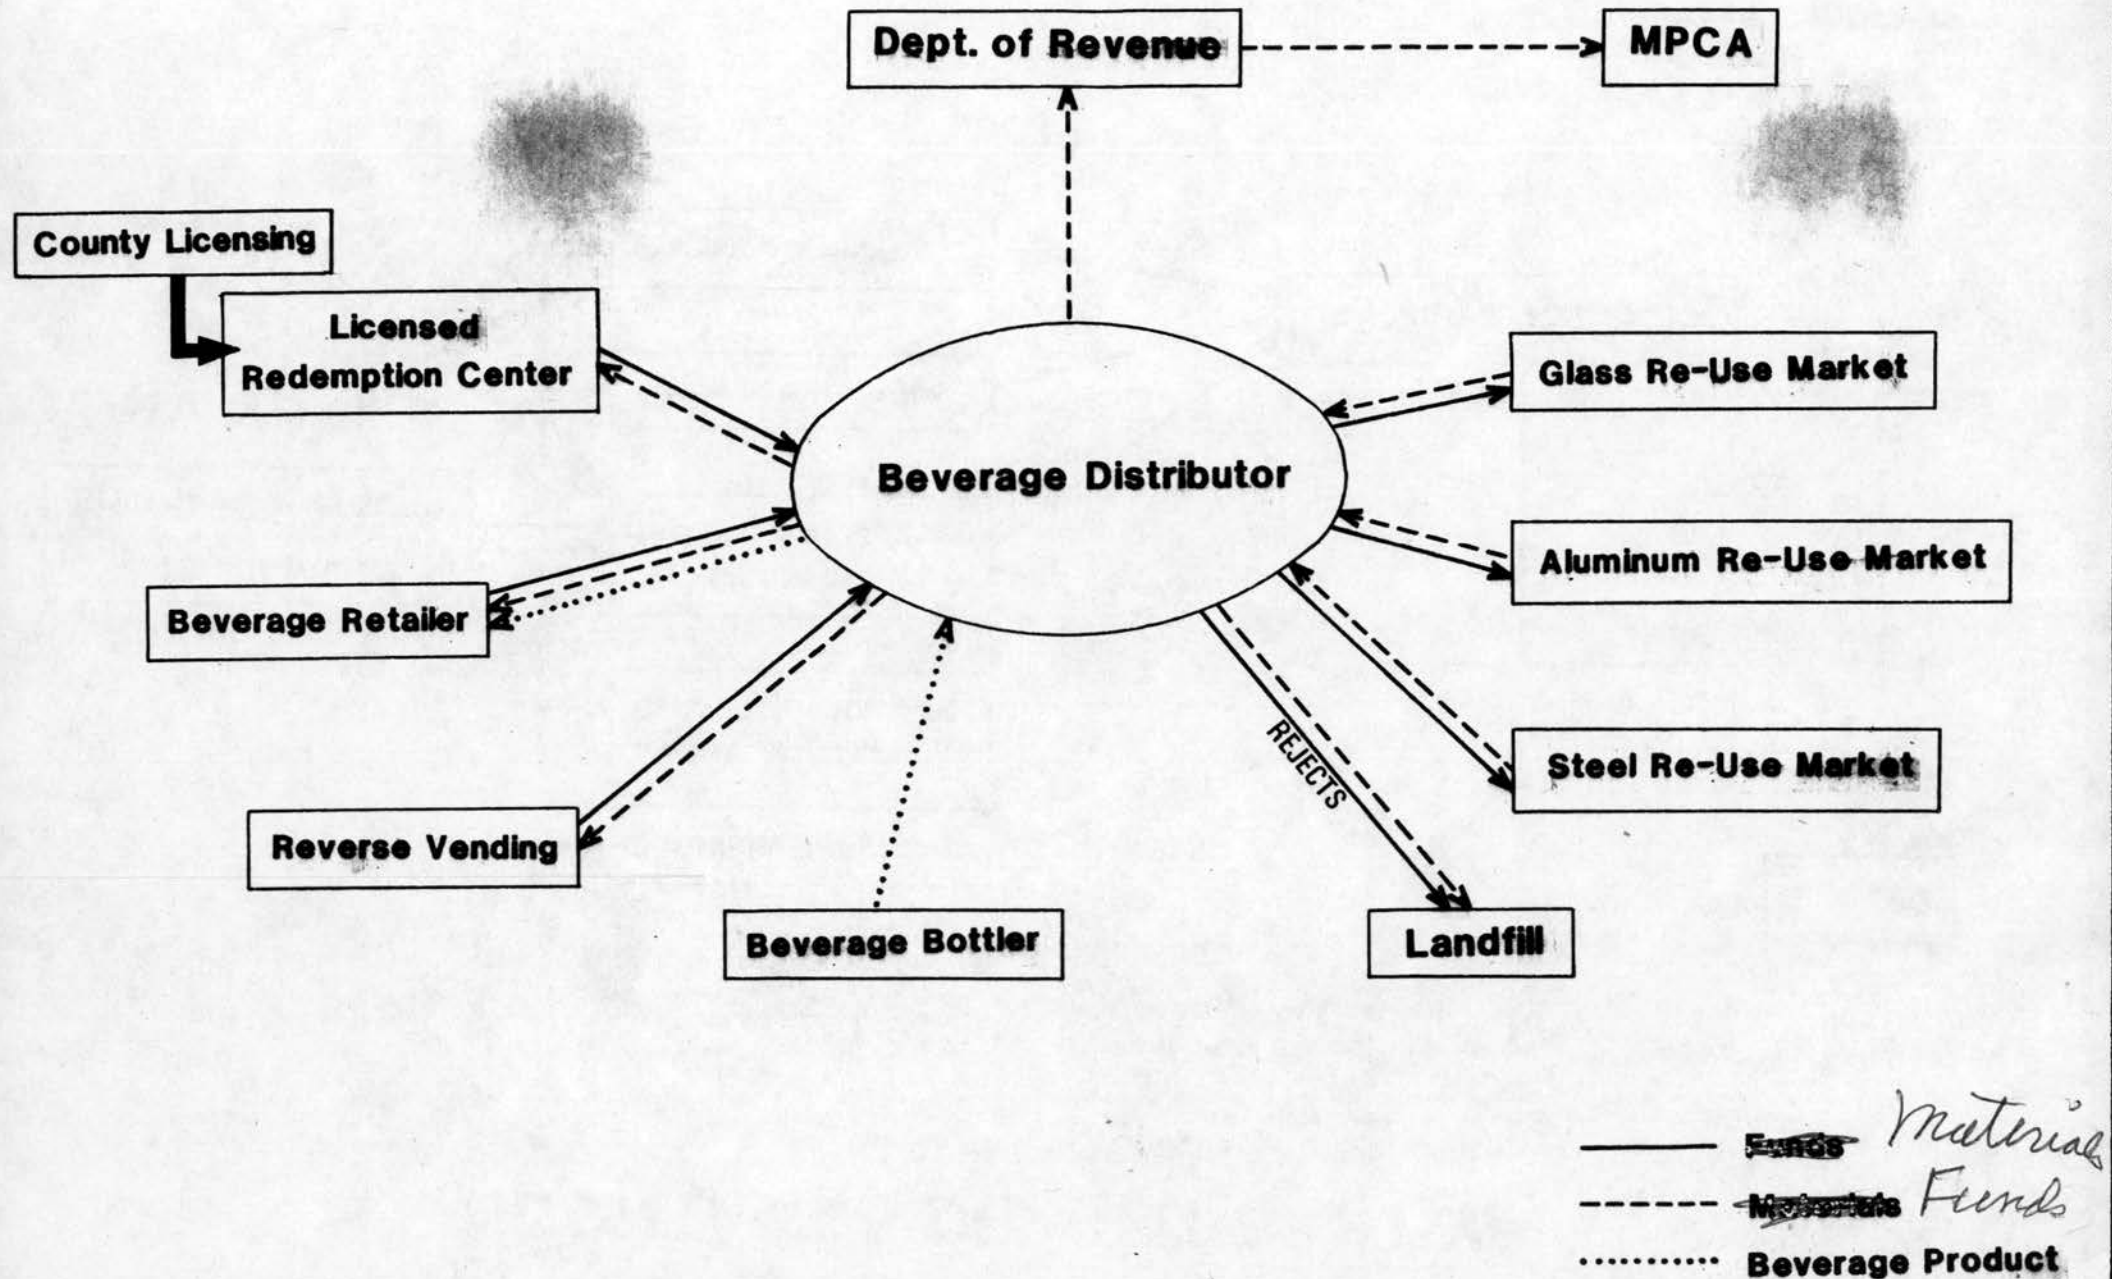 Dept. of Revenue
MPCA
County Licensing
Licensed
Redemption Center
Glass Re-Use Market
Beverage Distributor
Aluminum Re-Use Market
Beverage Retailer
REJECTS
Steel Re-Use Market
Reverse Vending
Beverage Bottler
Landfill
Funds Materials
Materials Funds
Beverage Product